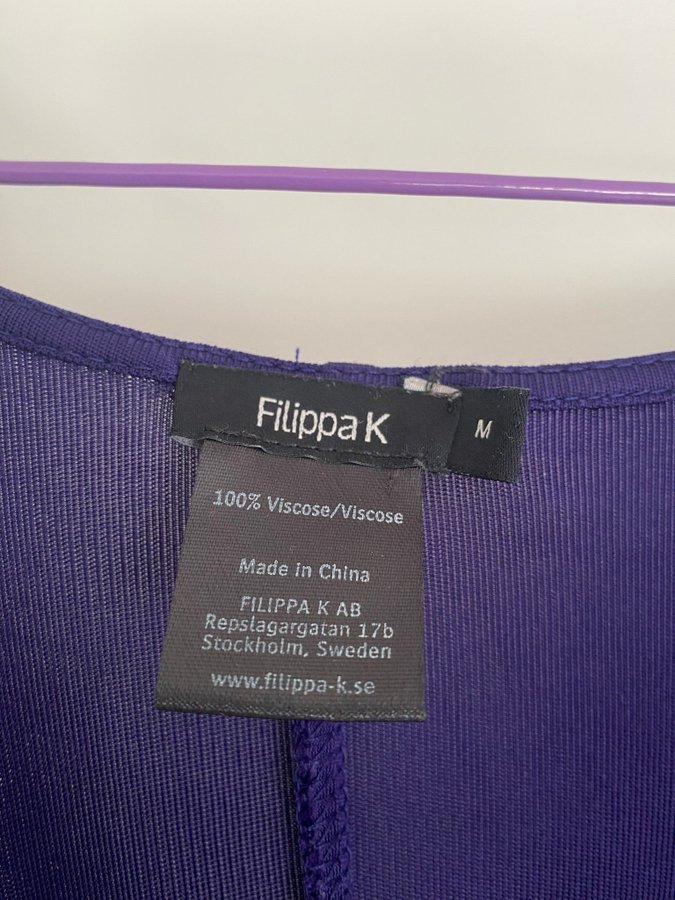 Filippa K
M
100% Viscose/Viscose
Made in China
FILIPPA K AB
Repslagargatan 17b
Stockholm, Sweden
www.filippa-k.se